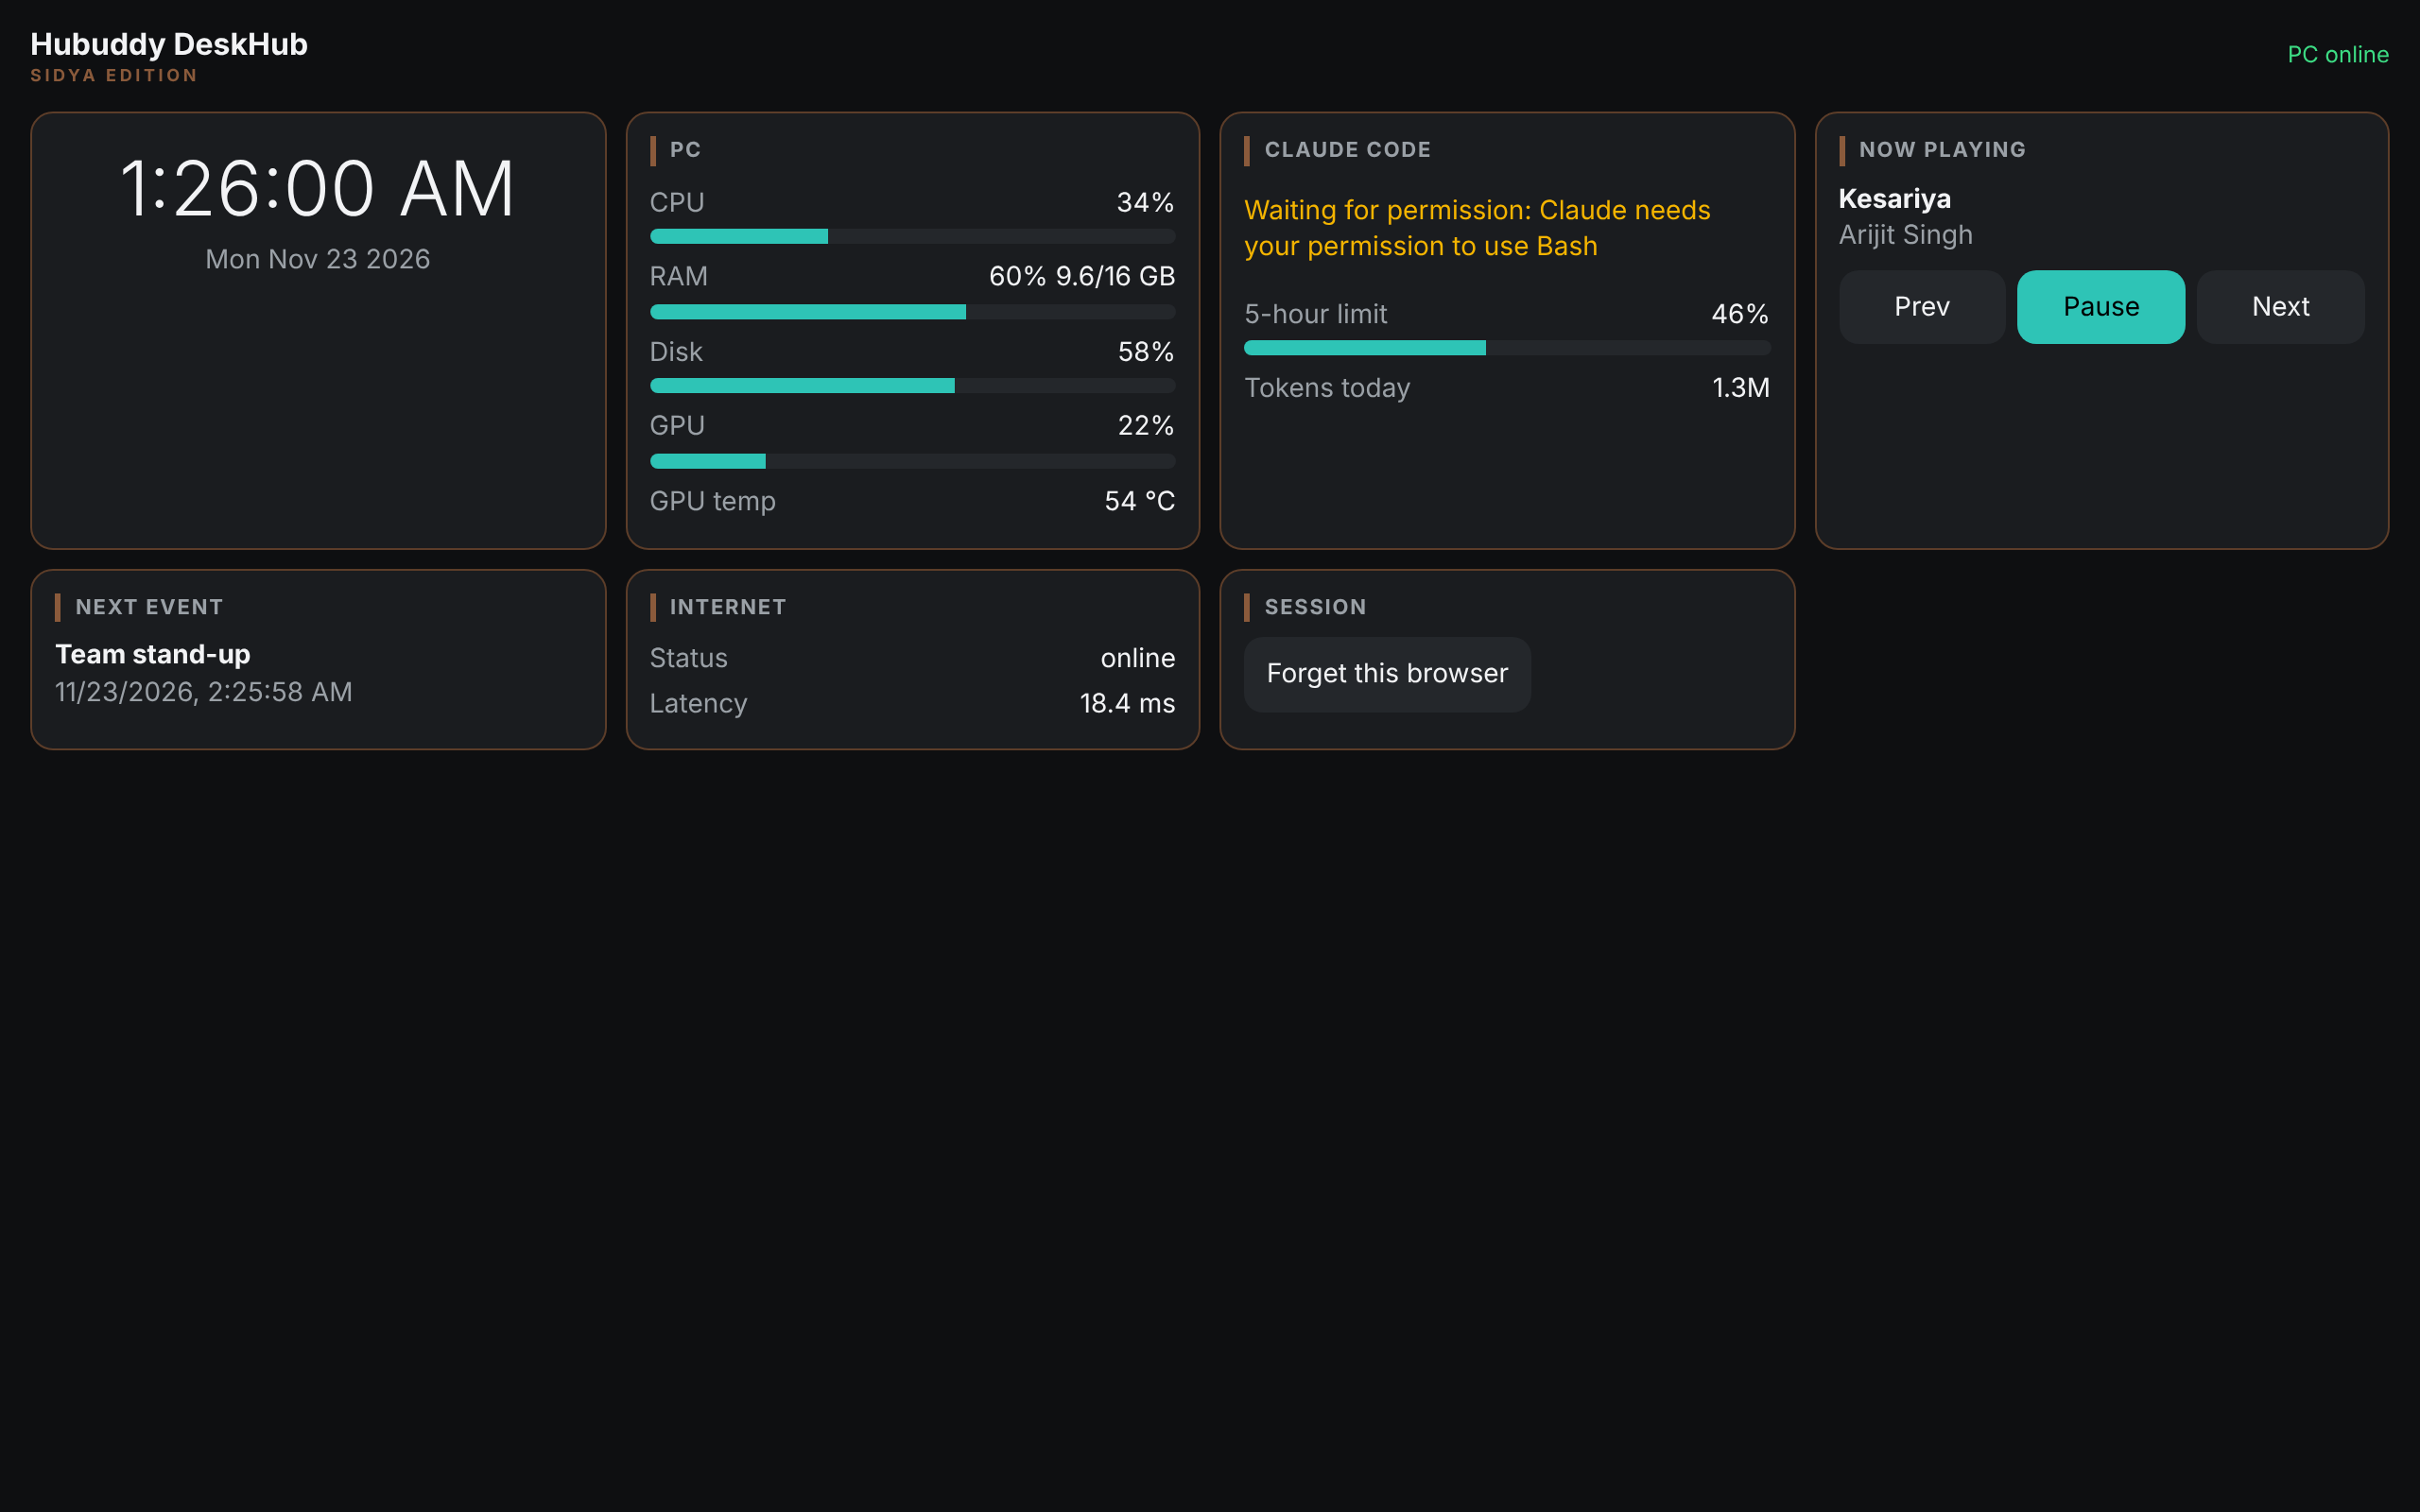 Hubuddy DeskHub
SIDYA EDITION
PC online
1:26:00 AM
Mon Nov 23 2026
PC
CPU 34%
RAM 60% 9.6/16 GB
Disk 58%
GPU 22%
GPU temp 54 °C
CLAUDE CODE
Waiting for permission: Claude needs
your permission to use Bash
5-hour limit 46%
Tokens today 1.3M
NOW PLAYING
Kesariya
Arijit Singh
Prev Pause Next
NEXT EVENT
Team stand-up
11/23/2026, 2:25:58 AM
INTERNET
Status online
Latency 18.4 ms
SESSION
Forget this browser